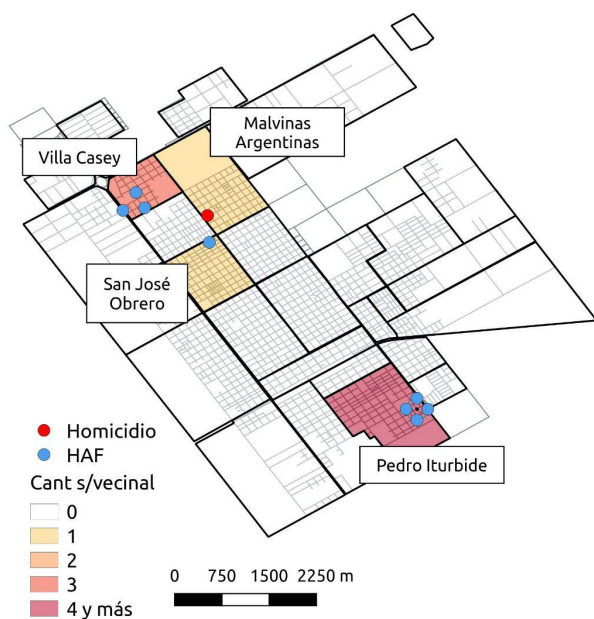 Malvinas
Argentinas
Villa Casey
San José
Obrero
Pedro Iturbide
Homicidio
HAF
Cant s/vecinal
0
1
2
3
4 y más
0 750 1500 2250 m